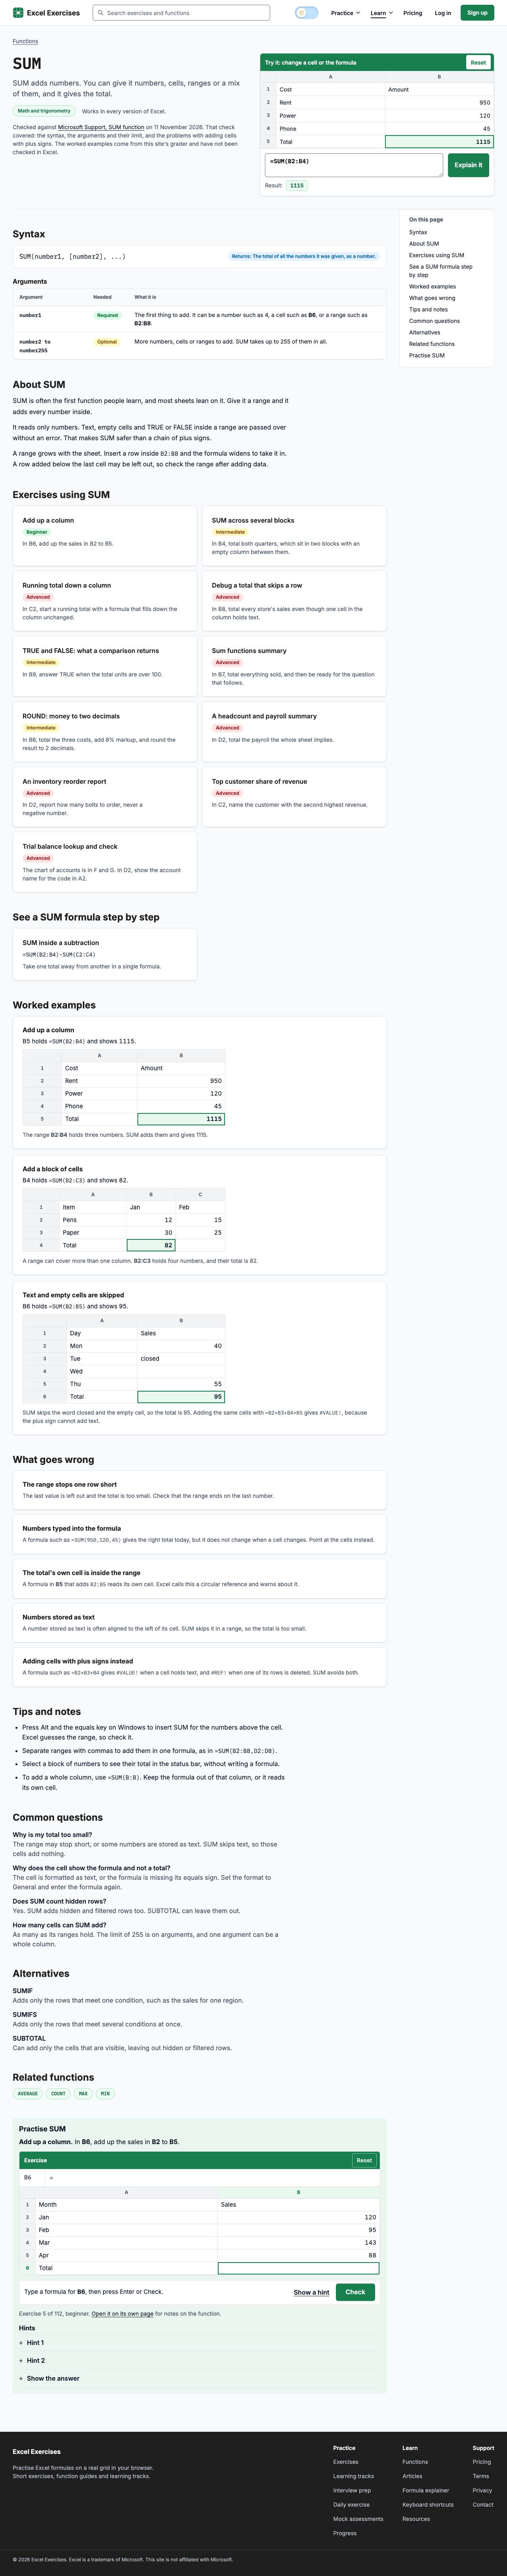 Excel Exercises
Search exercises and functions
Practice
Learn
Pricing
Log in
Sign up
Functions
SUM
SUM adds numbers. You can give it numbers, cells, ranges or a mix
of them, and it gives the total.
Math and trigonometry
Works in every version of Excel.
Checked against Microsoft Support, SUM function on 11 November 2026. That check
covered: the syntax, the arguments and their limit, and the problems with adding cells
with plus signs. The worked examples come from this site's grader and have not been
checked in Excel.
Try it: change a cell or the formula
Reset
A B
1 Cost Amount
2 Rent 950
3 Power 120
4 Phone 45
5 Total 1115
=SUM(B2:B4)
Explain it
Result: 1115
On this page
Syntax
About SUM
Exercises using SUM
See a SUM formula step
by step
Worked examples
What goes wrong
Tips and notes
Common questions
Alternatives
Related functions
Practise SUM
Syntax
SUM(number1, [number2], ...)
Returns: The total of all the numbers it was given, as a number.
Arguments
Argument Needed What it is
number1 Required The first thing to add. It can be a number such as 4, a cell such as B6, or a range such as
B2:B8.
number2 to Optional More numbers, cells or ranges to add. SUM takes up to 255 of them in all.
number255
About SUM
SUM is often the first function people learn, and most sheets lean on it. Give it a range and it
adds every number inside.
It reads only numbers. Text, empty cells and TRUE or FALSE inside a range are passed over
without an error. That makes SUM safer than a chain of plus signs.
A range grows with the sheet. Insert a row inside B2:B8 and the formula widens to take it in.
A row added below the last cell may be left out, so check the range after adding data.
Exercises using SUM
Add up a column
Beginner
In B6, add up the sales in B2 to B5.
SUM across several blocks
Intermediate
In B4, total both quarters, which sit in two blocks with an
empty column between them.
Running total down a column
Advanced
In C2, start a running total with a formula that fills down the
column unchanged.
Debug a total that skips a row
Advanced
In B8, total every store's sales even though one cell in the
column holds text.
TRUE and FALSE: what a comparison returns
Intermediate
In B9, answer TRUE when the total units are over 100.
Sum functions summary
Advanced
In B7, total everything sold, and then be ready for the question
that follows.
ROUND: money to two decimals
Intermediate
In B6, total the three costs, add 8% markup, and round the
result to 2 decimals.
A headcount and payroll summary
Advanced
In D2, total the payroll the whole sheet implies.
An inventory reorder report
Advanced
In D2, report how many bolts to order, never a
negative number.
Top customer share of revenue
Advanced
In C2, name the customer with the second highest revenue.
Trial balance lookup and check
Advanced
The chart of accounts is in F and G. In D2, show the account
name for the code in A2.
See a SUM formula step by step
SUM inside a subtraction
=SUM(B2:B4)-SUM(C2:C4)
Take one total away from another in a single formula.
Worked examples
Add up a column
B5 holds =SUM(B2:B4) and shows 1115.
A B
1 Cost Amount
2 Rent 950
3 Power 120
4 Phone 45
5 Total 1115
The range B2:B4 holds three numbers. SUM adds them and gives 1115.
Add a block of cells
B4 holds =SUM(B2:C3) and shows 82.
A B C
1 Item Jan Feb
2 Pens 12 15
3 Paper 30 25
4 Total 82
A range can cover more than one column. B2:C3 holds four numbers, and their total is 82.
Text and empty cells are skipped
B6 holds =SUM(B2:B5) and shows 95.
A B
1 Day Sales
2 Mon 40
3 Tue closed
4 Wed
5 Thu 55
6 Total 95
SUM skips the word closed and the empty cell, so the total is 95. Adding the same cells with =B2+B3+B4+B5 gives #VALUE!, because
the plus sign cannot add text.
What goes wrong
The range stops one row short
The last value is left out and the total is too small. Check that the range ends on the last number.
Numbers typed into the formula
A formula such as =SUM(950,120,45) gives the right total today, but it does not change when a cell changes. Point at the cells instead.
The total's own cell is inside the range
A formula in B5 that adds B2:B5 reads its own cell. Excel calls this a circular reference and warns about it.
Numbers stored as text
A number stored as text is often aligned to the left of its cell. SUM skips it in a range, so the total is too small.
Adding cells with plus signs instead
A formula such as =B2+B3+B4 gives #VALUE! when a cell holds text, and #REF! when one of its rows is deleted. SUM avoids both.
Tips and notes
• Press Alt and the equals key on Windows to insert SUM for the numbers above the cell.
Excel guesses the range, so check it.
• Separate ranges with commas to add them in one formula, as in =SUM(B2:B8,D2:D8).
• Select a block of numbers to see their total in the status bar, without writing a formula.
• To add a whole column, use =SUM(B:B). Keep the formula out of that column, or it reads
its own cell.
Common questions
Why is my total too small?
The range may stop short, or some numbers are stored as text. SUM skips text, so those
cells add nothing.
Why does the cell show the formula and not a total?
The cell is formatted as text, or the formula is missing its equals sign. Set the format to
General and enter the formula again.
Does SUM count hidden rows?
Yes. SUM adds hidden and filtered rows too. SUBTOTAL can leave them out.
How many cells can SUM add?
As many as its ranges hold. The limit of 255 is on arguments, and one argument can be a
whole column.
Alternatives
SUMIF
Adds only the rows that meet one condition, such as the sales for one region.
SUMIFS
Adds only the rows that meet several conditions at once.
SUBTOTAL
Can add only the cells that are visible, leaving out hidden or filtered rows.
Related functions
AVERAGE COUNT MAX MIN
Practise SUM
Add up a column. In B6, add up the sales in B2 to B5.
Exercise
Reset
B6 =
A B
1 Month Sales
2 Jan 120
3 Feb 95
4 Mar 143
5 Apr 88
6 Total
Type a formula for B6, then press Enter or Check.
Show a hint
Check
Exercise 5 of 112, beginner. Open it on its own page for notes on the function.
Hints
+ Hint 1
+ Hint 2
+ Show the answer
Excel Exercises
Practise Excel formulas on a real grid in your browser.
Short exercises, function guides and learning tracks.
Practice
Exercises
Learning tracks
Interview prep
Daily exercise
Mock assessments
Progress
Learn
Functions
Articles
Formula explainer
Keyboard shortcuts
Resources
Support
Pricing
Terms
Privacy
Contact
© 2026 Excel Exercises. Excel is a trademark of Microsoft. This site is not affiliated with Microsoft.